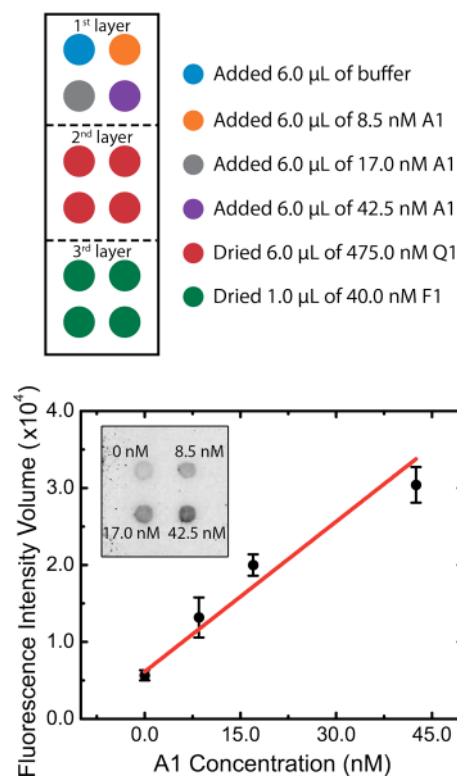 1st layer
2nd layer
3rd layer
Added 6.0 µL of buffer
Added 6.0 µL of 8.5 nM A1
Added 6.0 µL of 17.0 nM A1
Added 6.0 µL of 42.5 nM A1
Dried 6.0 µL of 475.0 nM Q1
Dried 1.0 µL of 40.0 nM F1
Fluorescence Intensity Volume (x10⁴)
4.0
3.0
2.0
1.0
0.0
0 nM 8.5 nM
17.0 nM 42.5 nM
0.0 15.0 30.0 45.0
A1 Concentration (nM)